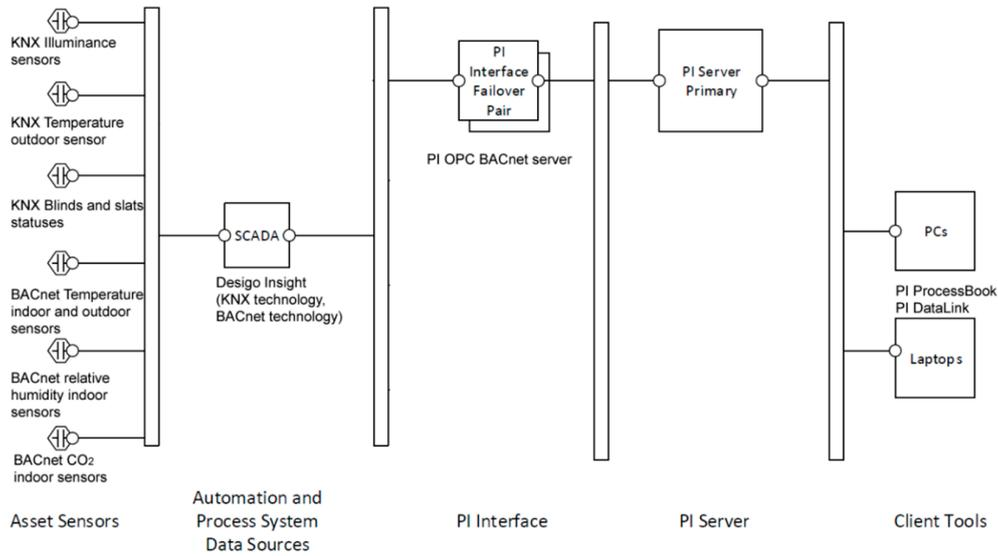 KNX Illuminance
sensors
KNX Temperature
outdoor sensor
KNX Blinds and slats
statuses
BACnet Temperature
indoor and outdoor
sensors
BACnet relative
humidity indoor
sensors
BACnet CO2
indoor sensors
SCADA
Desigo Insight
(KNX technology,
BACnet technology)
PI
Interface
Failover
Pair
PI OPC BACnet server
PI Server
Primary
PCs
PI ProcessBook
PI DataLink
Laptops
Asset Sensors
Automation and
Process System
Data Sources
PI Interface
PI Server
Client Tools